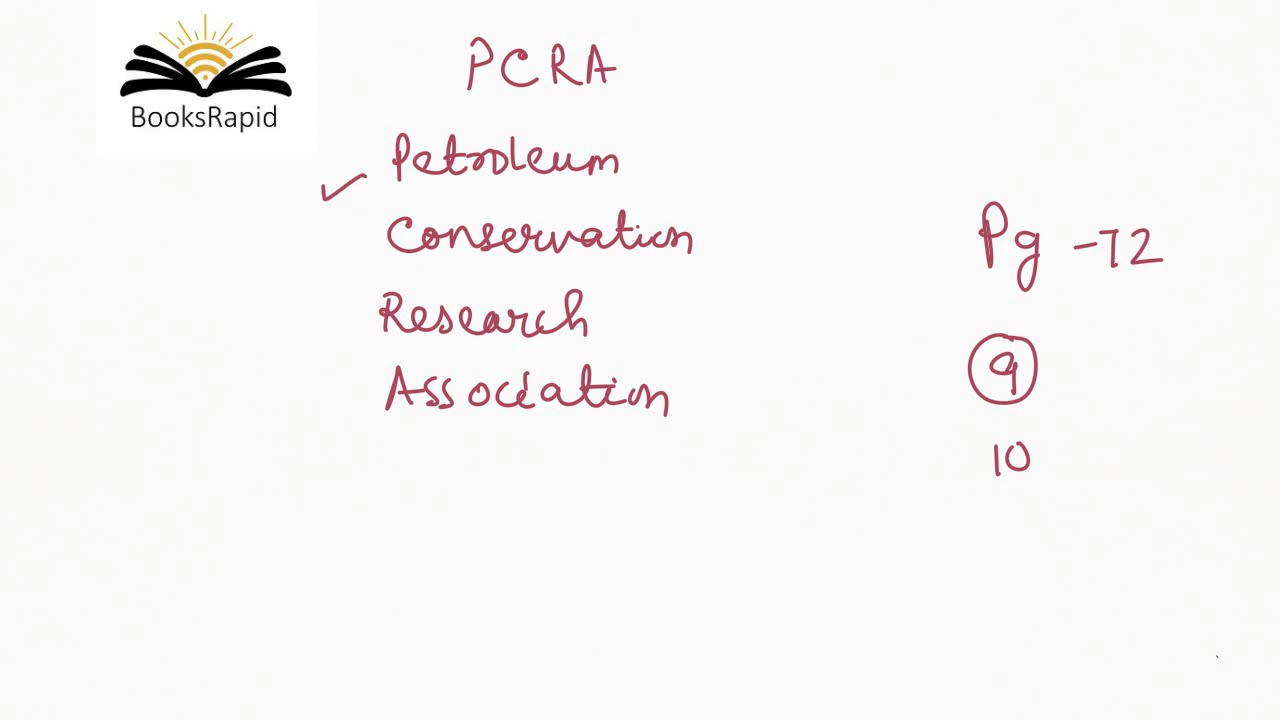 BooksRapid
PCRA
Petroleum
Conservation
Research
Association
Pg -72
9
10